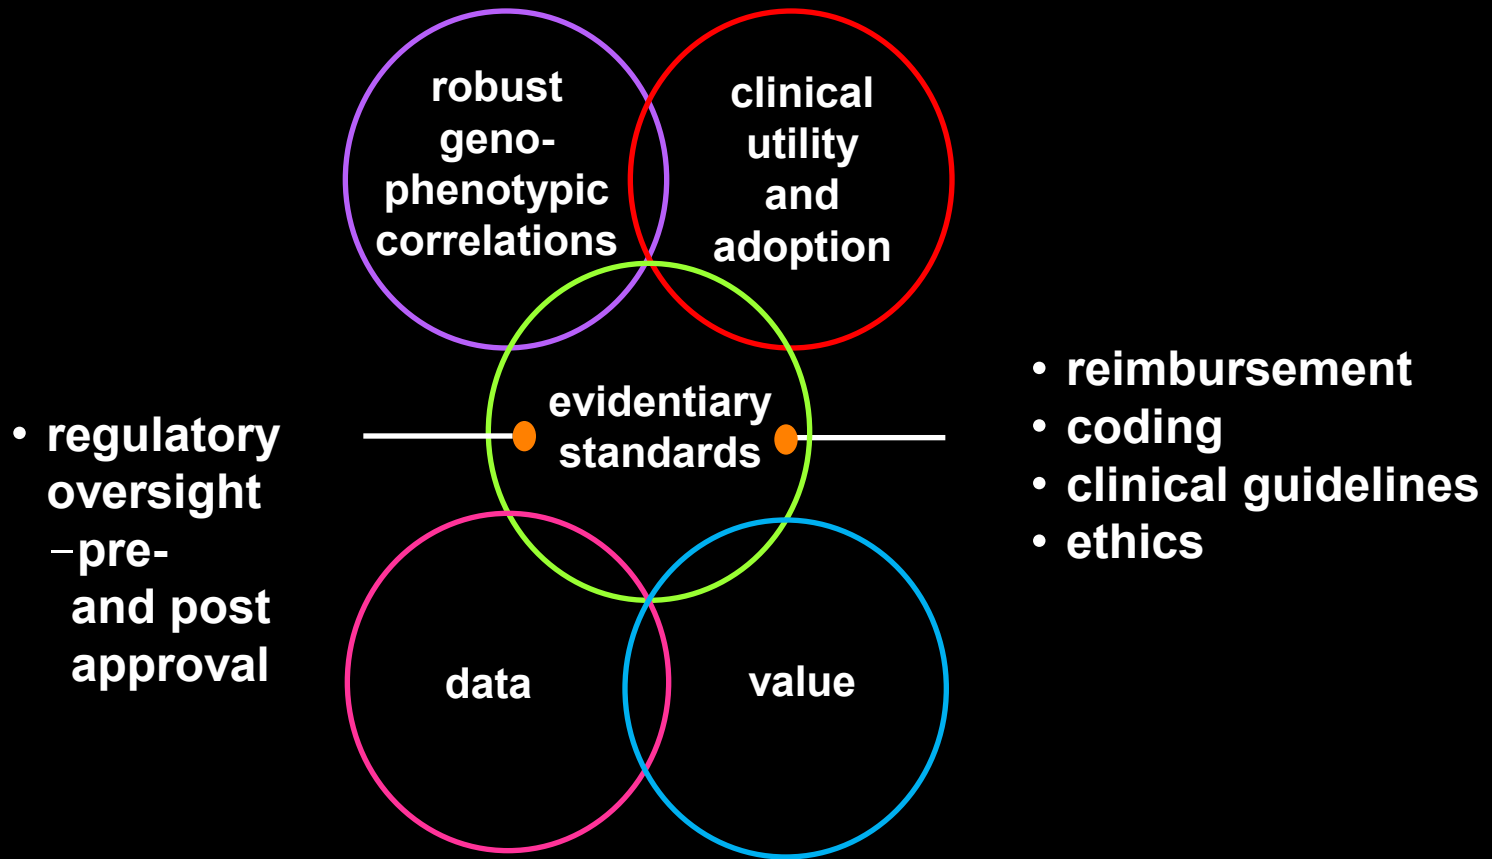 robust
geno-
phenotypic
correlations
clinical
utility
and
adoption
evidentiary
standards
• regulatory
oversight
–pre-
and post
approval
• reimbursement
• coding
• clinical guidelines
• ethics
data
value